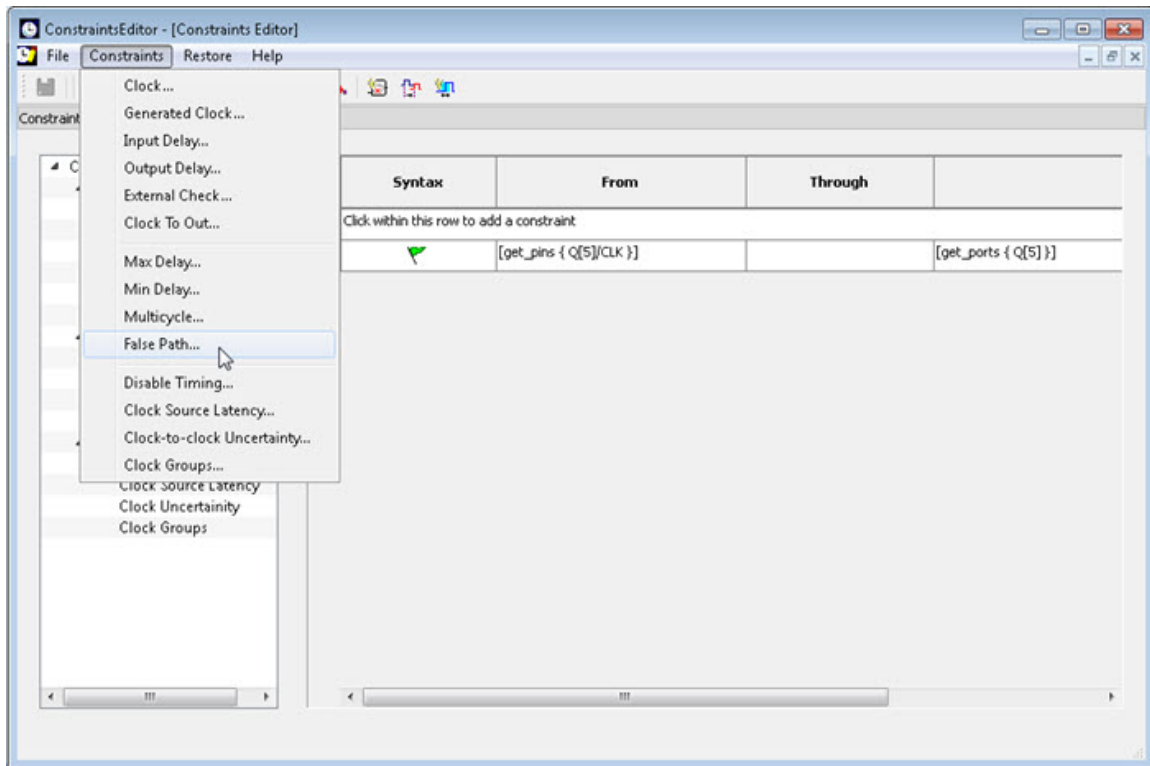 ConstraintsEditor - [Constraints Editor]
File Constraints Restore Help
Constraint
Clock...
Generated Clock...
Input Delay...
Output Delay...
External Check...
Clock To Out...
Max Delay...
Min Delay...
Multicycle...
False Path...
Disable Timing...
Clock Source Latency...
Clock-to-clock Uncertainty...
Clock Groups...
C
Clock Source Latency
Clock Uncertainity
Clock Groups
Syntax From Through
Click within this row to add a constraint
[get_pins { Q[5]/CLK }] [get_ports { Q[5] }]